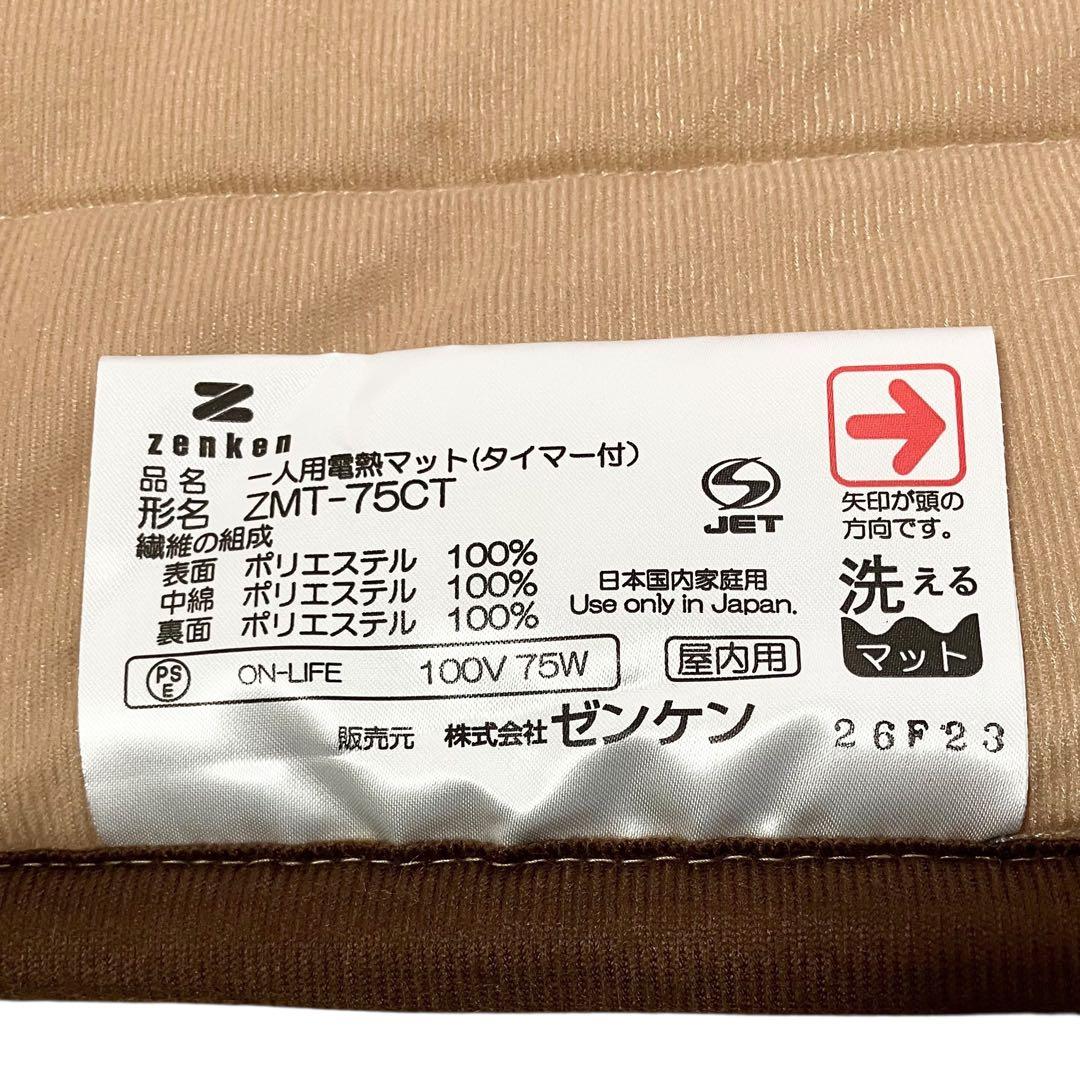 zenken
品名 一人用電熱マット(タイマー付)
形名 ZMT-75CT
繊維の組成
表面 ポリエステル 100%
中綿 ポリエステル 100%
裏面 ポリエステル 100%
PS
E
ON-LIFE 100V 75W
販売元 株式会社ゼンケン
JET
日本国内家庭用
Use only in Japan.
屋内用
矢印が頭の
方向です。
洗える
マット
26F23